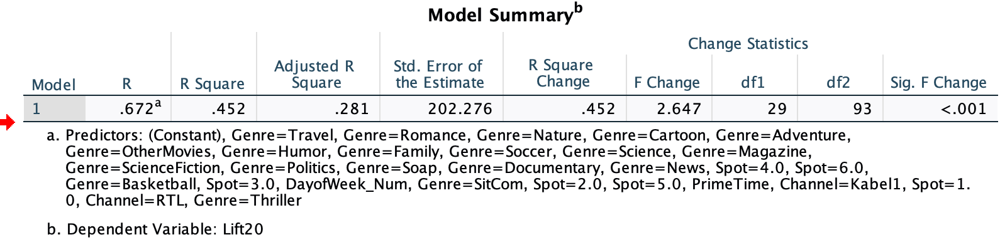 Model Summaryb
Change Statistics
Model R R Square Adjusted R Square Std. Error of the Estimate R Square Change F Change df1 df2 Sig. F Change
1 .672a .452 .281 202.276 .452 2.647 29 93 <.001
a. Predictors: (Constant), Genre=Travel, Genre=Romance, Genre=Nature, Genre=Cartoon, Genre=Adventure,
Genre=OtherMovies, Genre=Humor, Genre=Family, Genre=Soccer, Genre=Science, Genre=Magazine,
Genre=ScienceFiction, Genre=Politics, Genre=Soap, Genre=Documentary, Genre=News, Spot=4.0, Spot=6.0,
Genre=Basketball, Spot=3.0, DayofWeek_Num, Genre=SitCom, Spot=2.0, Spot=5.0, PrimeTime, Channel=Kabel1, Spot=1.
0, Channel=RTL, Genre=Thriller
b. Dependent Variable: Lift20